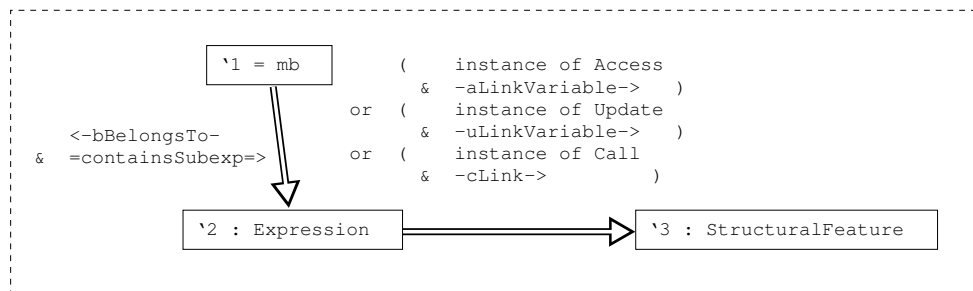 ‵1 = mb
(    instance of Access
&  -aLinkVariable->   )
or  (    instance of Update
&  -uLinkVariable->   )
or  (    instance of Call
&  -cLink->           )
<-bBelongsTo-
&  =containsSubexp=>
‵2 : Expression
‵3 : StructuralFeature